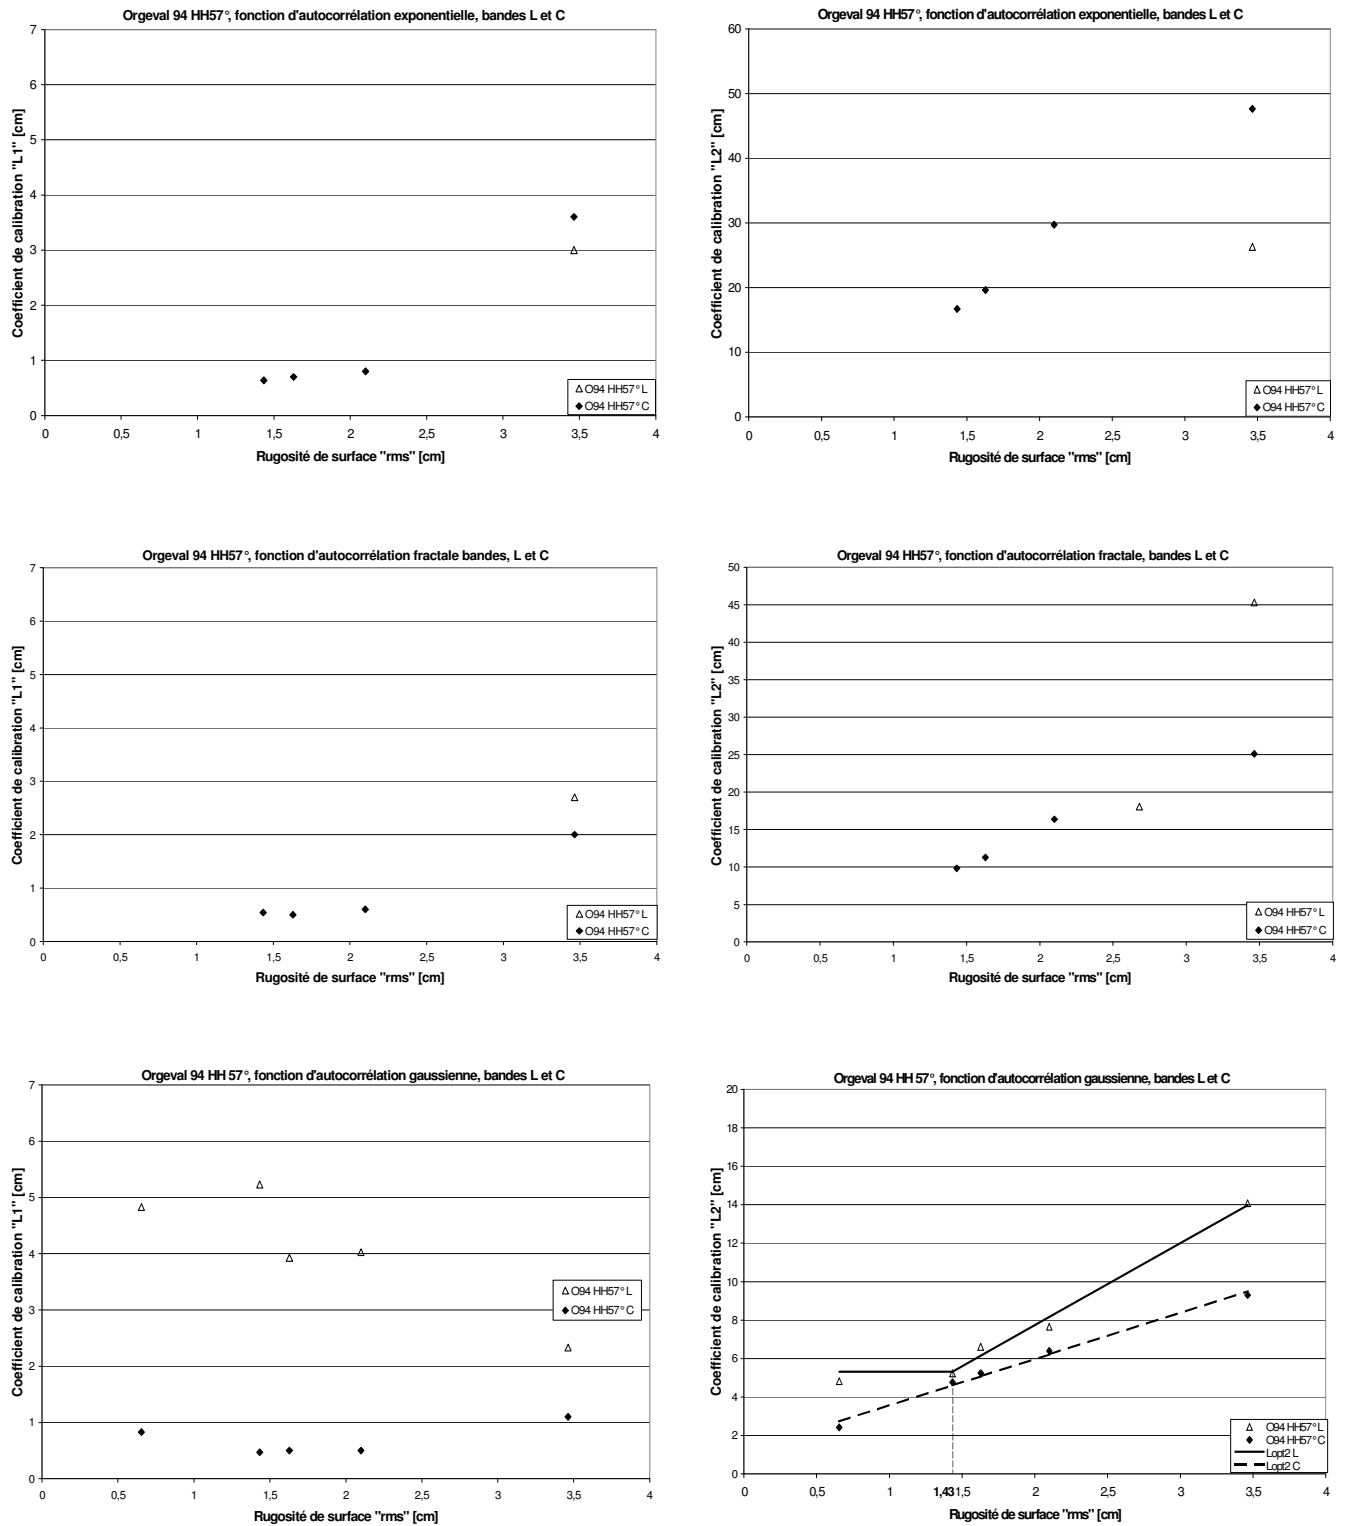 Orgeval 94 HH57°, fonction d'autocorrélation exponentielle, bandes L et C
7
6
5
4
3
2
1
0
Coefficient de calibration "L1" [cm]
O94 HH57° L
O94 HH57° C
0 0,5 1 1,5 2 2,5 3 3,5 4
Rugosité de surface "rms" [cm]
Orgeval 94 HH57°, fonction d'autocorrélation exponentielle, bandes L et C
60
50
40
30
20
10
0
Coefficient de calibration "L2" [cm]
O94 HH57° L
O94 HH57° C
0 0,5 1 1,5 2 2,5 3 3,5 4
Rugosité de surface "rms" [cm]
Orgeval 94 HH57°, fonction d'autocorrélation fractale bandes, L et C
7
6
5
4
3
2
1
0
Coefficient de calibration "L1" [cm]
O94 HH57° L
O94 HH57° C
0 0,5 1 1,5 2 2,5 3 3,5 4
Rugosité de surface "rms" [cm]
Orgeval 94 HH57°, fonction d'autocorrélation fractale, bandes L et C
50
45
40
35
30
25
20
15
10
5
0
Coefficient de calibration "L2" [cm]
O94 HH57° L
O94 HH57° C
0 0,5 1 1,5 2 2,5 3 3,5 4
Rugosité de surface "rms" [cm]
Orgeval 94 HH 57°, fonction d'autocorrélation gaussienne, bandes L et C
7
6
5
4
3
2
1
0
Coefficient de calibration "L1" [cm]
O94 HH57° L
O94 HH57° C
0 0,5 1 1,5 2 2,5 3 3,5 4
Rugosité de surface "rms" [cm]
Orgeval 94 HH 57°, fonction d'autocorrélation gaussienne, bandes L et C
20
18
16
14
12
10
8
6
4
2
0
Coefficient de calibration "L2" [cm]
O94 HH57° L
O94 HH57° C
Lopt2 L
Lopt2 C
0 0,5 1 1,43 1,5 2 2,5 3 3,5 4
Rugosité de surface "rms" [cm]